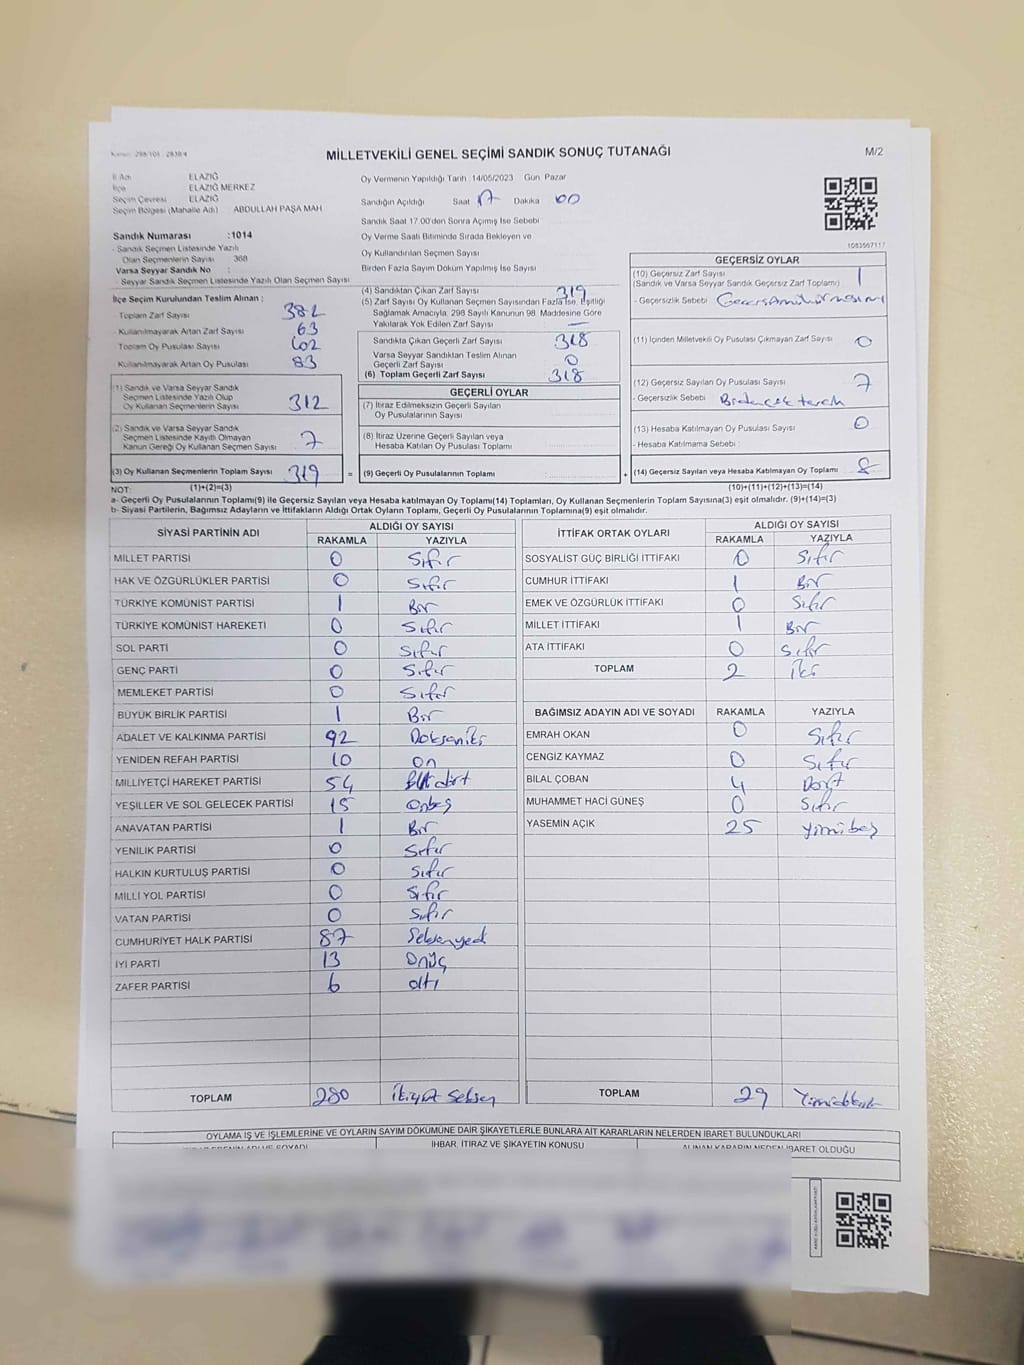 MİLLETVEKİLİ GENEL SEÇİMİ SANDIK SONUÇ TUTANAĞI
M/2
İl Adı ELAZIĞ
İlçe ELAZIĞ MERKEZ
Seçim Çevresi ELAZIĞ
Seçim Bölgesi (Mahalle Adı) ABDULLAH PAŞA MAH
Sandık Numarası :1014
- Sandık Seçmen Listesinde Yazılı
Olan Seçmenlerin Sayısı 368
Varsa Seyyar Sandık No :
- Seyyar Sandık Seçmen Listesinde Yazılı Olan Seçmen Sayısı
Oy Vermenin Yapıldığı Tarih :14/05/2023 Gün: Pazar
Sandığın Açıldığı Saat 17 Dakika 00
Sandık Saat 17.00'den Sonra Açılmış İse Sebebi
Oy Verme Saati Bitiminde Sırada Bekleyen ve
Oy Kullandırılan Seçmen Sayısı
Birden Fazla Sayım Döküm Yapılmış İse Sayısı
1083567117
İlçe Seçim Kurulundan Teslim Alınan ;
- Toplam Zarf Sayısı 382
- Kullanılmayarak Artan Zarf Sayısı 63
Toplam Oy Pusulası Sayısı 402
Kullanılmayarak Artan Oy Pusulası 83
(1) Sandık ve Varsa Seyyar Sandık
Seçmen Listesinde Yazılı Olup
Oy Kullanan Seçmenlerin Sayısı 312
(2) Sandık ve Varsa Seyyar Sandık
Seçmen Listesinde Kayıtlı Olmayan
Kanun Gereği Oy Kullanan Seçmen Sayısı 7
(3) Oy Kullanan Seçmenlerin Toplam Sayısı 319 =
(4) Sandıktan Çıkan Zarf Sayısı 319
(5) Zarf Sayısı Oy Kullanan Seçmen Sayısından Fazla İse, Eşitliği
Sağlamak Amacıyla, 298 Sayılı Kanunun 98. Maddesine Göre
Yakılarak Yok Edilen Zarf Sayısı —
Sandıkta Çıkan Geçerli Zarf Sayısı 318
Varsa Seyyar Sandıktan Teslim Alınan
Geçerli Zarf Sayısı 0
(6) Toplam Geçerli Zarf Sayısı 318
GEÇERLİ OYLAR
(7) İtiraz Edilmeksizin Geçerli Sayılan
Oy Pusulalarının Sayısı
(8) İtiraz Üzerine Geçerli Sayılan veya
Hesaba Katılan Oy Pusulası Toplamı
(9) Geçerli Oy Pusulalarının Toplamı +
GEÇERSİZ OYLAR
(10) Geçersiz Zarf Sayısı 1
(Sandık ve Varsa Seyyar Sandık Geçersiz Zarf Toplamı)
- Geçersizlik Sebebi
(11) İçinden Milletvekili Oy Pusulası Çıkmayan Zarf Sayısı 0
(12) Geçersiz Sayılan Oy Pusulası Sayısı 7
- Geçersizlik Sebebi
(13) Hesaba Katılmayan Oy Pusulası Sayısı 0
- Hesaba Katılmama Sebebi :
(14) Geçersiz Sayılan veya Hesaba Katılmayan Oy Toplamı 8
NOT: (1)+(2)=(3) (10)+(11)+(12)+(13)=(14)
a- Geçerli Oy Pusulalarının Toplamı(9) ile Geçersiz Sayılan veya Hesaba katılmayan Oy Toplamı(14) Toplamları, Oy Kullanan Seçmenlerin Toplam Sayısına(3) eşit olmalıdır. (9)+(14)=(3)
b- Siyasi Partilerin, Bağımsız Adayların ve İttifakların Aldığı Ortak Oyların Toplamı, Geçerli Oy Pusulalarının Toplamına(9) eşit olmalıdır.
SİYASİ PARTİNİN ADI ALDIĞI OY SAYISI
RAKAMLA YAZIYLA
MİLLET PARTİSİ 0 Sıfır
HAK VE ÖZGÜRLÜKLER PARTİSİ 0 Sıfır
TÜRKİYE KOMÜNİST PARTİSİ 1 Bir
TÜRKİYE KOMÜNİST HAREKETİ 0 Sıfır
SOL PARTİ 0 Sıfır
GENÇ PARTİ 0 Sıfır
MEMLEKET PARTİSİ 0 Sıfır
BÜYÜK BİRLİK PARTİSİ 1 Bir
ADALET VE KALKINMA PARTİSİ 92 Doksaniki
YENİDEN REFAH PARTİSİ 10 on
MİLLİYETÇİ HAREKET PARTİSİ 54
YEŞİLLER VE SOL GELECEK PARTİSİ 15 Onbeş
ANAVATAN PARTİSİ 1 Bir
YENİLİK PARTİSİ 0 Sıfır
HALKIN KURTULUŞ PARTİSİ 0 Sıfır
MİLLİ YOL PARTİSİ 0 Sıfır
VATAN PARTİSİ 0 Sıfır
CUMHURİYET HALK PARTİSİ 87 Seksenyedi
İYİ PARTİ 13 Onüç
ZAFER PARTİSİ 6 altı
TOPLAM 280 İkiyüz Seksen
İTTİFAK ORTAK OYLARI ALDIĞI OY SAYISI
RAKAMLA YAZIYLA
SOSYALİST GÜÇ BİRLİĞİ İTTİFAKI 0 Sıfır
CUMHUR İTTİFAKI 1 Bir
EMEK VE ÖZGÜRLÜK İTTİFAKI 0 Sıfır
MİLLET İTTİFAKI 1 Bir
ATA İTTİFAKI 0 Sıfır
TOPLAM 2 İki
BAĞIMSIZ ADAYIN ADI VE SOYADI RAKAMLA YAZIYLA
EMRAH OKAN 0 Sıfır
CENGİZ KAYMAZ 0 Sıfır
BİLAL ÇOBAN 4 Dört
MUHAMMET HACİ GÜNEŞ 0 Sıfır
YASEMİN AÇIK 25 yirmibeş
TOPLAM 29 Yirmidokuz
OYLAMA İŞ VE İŞLEMLERİNE VE OYLARIN SAYIM DÖKÜMÜNE DAİR ŞİKAYETLERLE BUNLARA AİT KARARLARIN NELERDEN İBARET BULUNDUKLARI
İHBAR, İTİRAZ VE ŞİKAYETİN KONUSU
ALINAN KARARIN NEDEN İBARET OLDUĞU